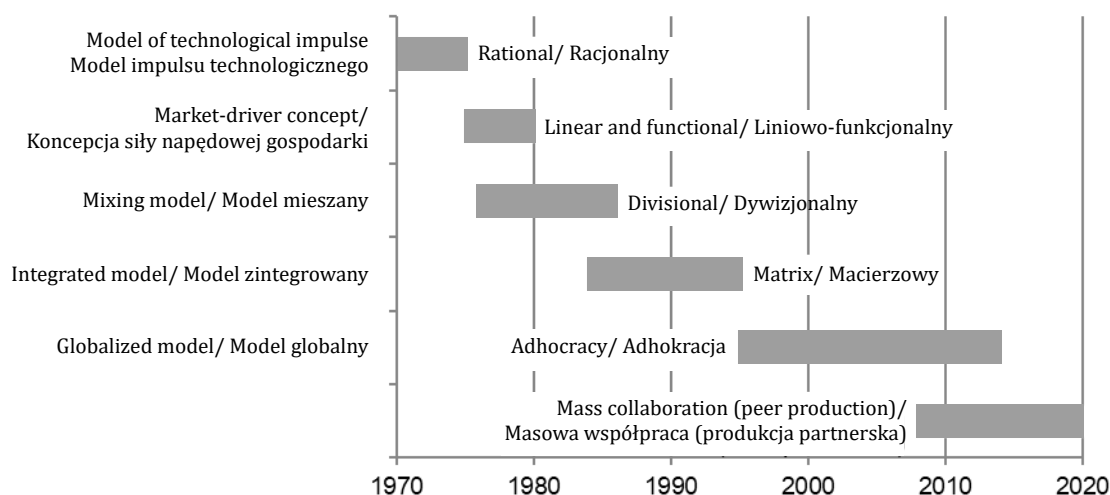 Model of technological impulse
Model impulsu technologicznego
Rational/ Racjonalny
Market-driver concept/
Koncepcja siły napędowej gospodarki
Linear and functional/ Liniowo-funkcjonalny
Mixing model/ Model mieszany
Divisional/ Dywizjonalny
Integrated model/ Model zintegrowany
Matrix/ Macierzowy
Globalized model/ Model globalny
Adhocracy/ Adhokracja
Mass collaboration (peer production)/
Masowa współpraca (produkcja partnerska)
1970 1980 1990 2000 2010 2020